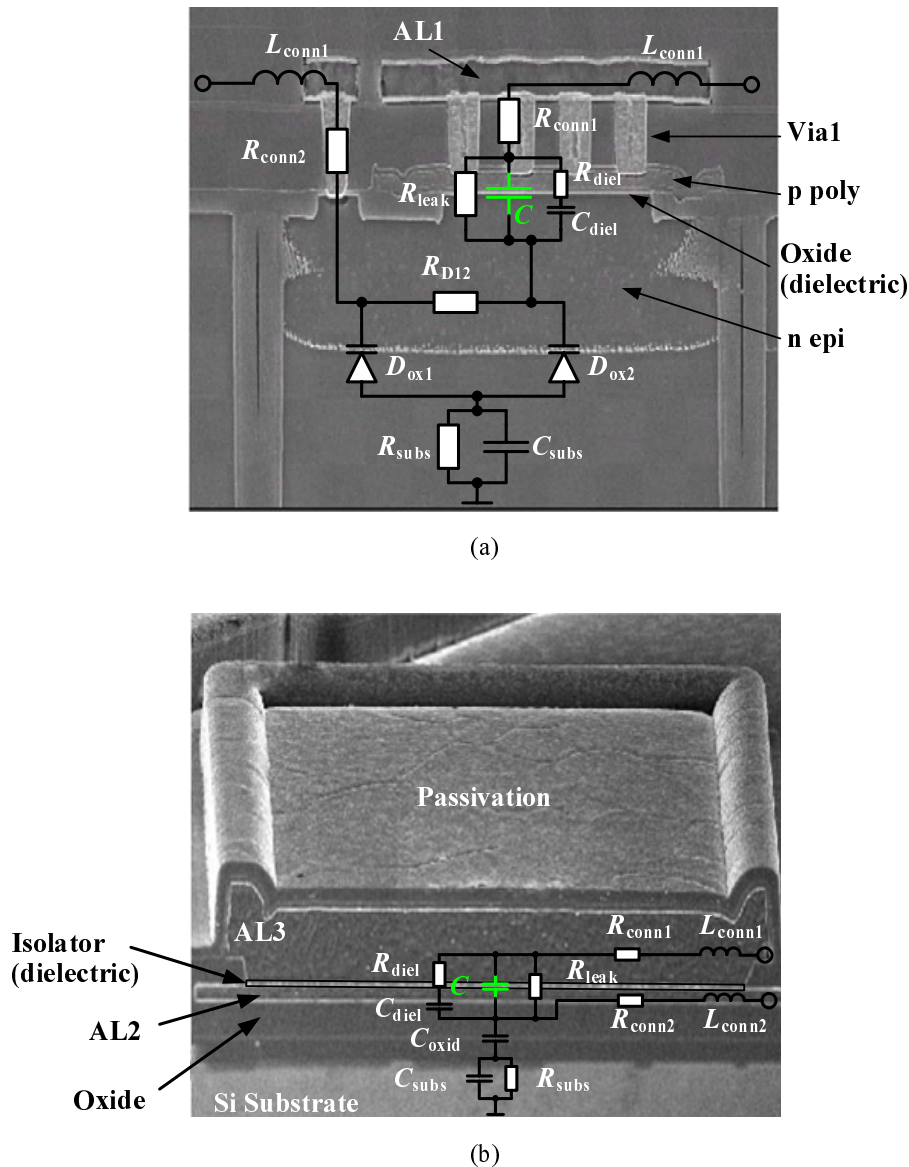 AL1
Lconn1
Lconn1
Rconn1
Via1
Rconn2
Rdiel
p poly
Rleak
C
Cdiel
Oxide
(dielectric)
RD12
n epi
Dox1
Dox2
Rsubs
Csubs
(a)
Passivation
AL3
Rconn1
Lconn1
Isolator
(dielectric)
Rdiel
Rleak
C
Cdiel
Rconn2
Lconn2
AL2
Coxid
Csubs
Rsubs
Oxide
Si Substrate
(b)